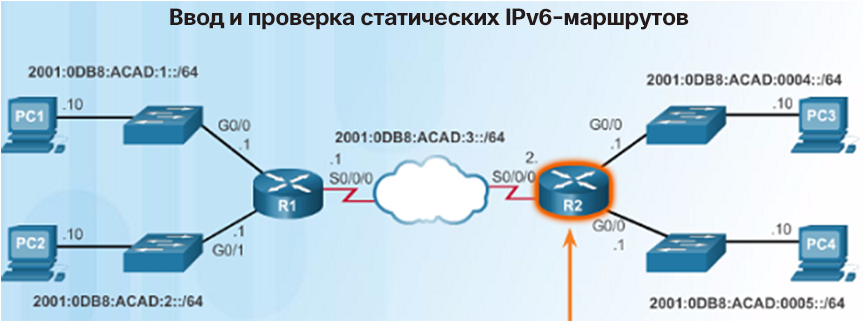 Ввод и проверка статических IPv6-маршрутов
2001:0DB8:ACAD:1::/64
2001:0DB8:ACAD:0004::/64
PC1
.10
G0/0
.1
2001:0DB8:ACAD:3::/64
.1
S0/0/0
R1
2.
S0/0/0
R2
G0/0
.1
.10
PC3
PC2
.10
.1
G0/1
G0/0
.1
.10
PC4
2001:0DB8:ACAD:2::/64
2001:0DB8:ACAD:0005::/64